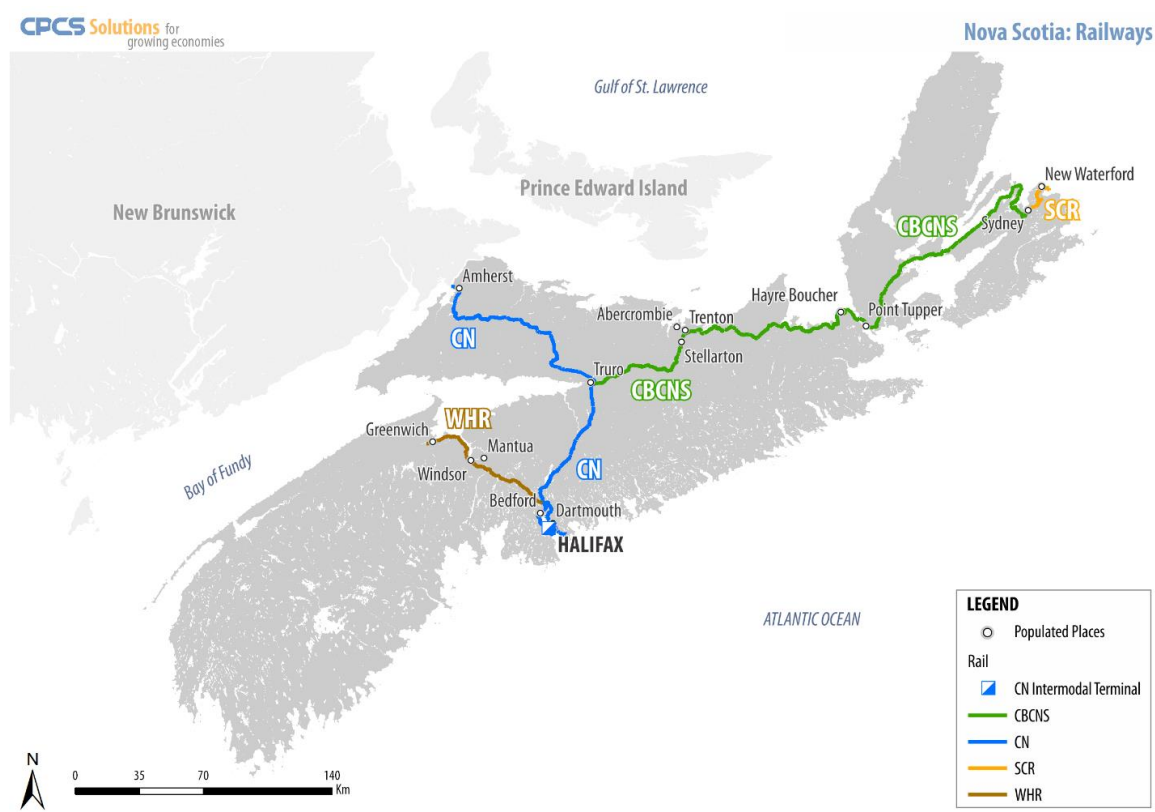 CPCS Solutions for
growing economies
Nova Scotia: Railways
Gulf of St. Lawrence
Prince Edward Island
New Brunswick
New Waterford
SCR
CBCNS
Sydney
Amherst
Hayre Boucher
Point Tupper
Abercrombie
Trenton
CN
Stellarton
Truro
CBCNS
WHR
Greenwich
Mantua
Windsor
CN
Bay of Fundy
Bedford
Dartmouth
HALIFAX
ATLANTIC OCEAN
LEGEND
Populated Places
Rail
CN Intermodal Terminal
CBCNS
CN
SCR
WHR
N
0 35 70 140
Km